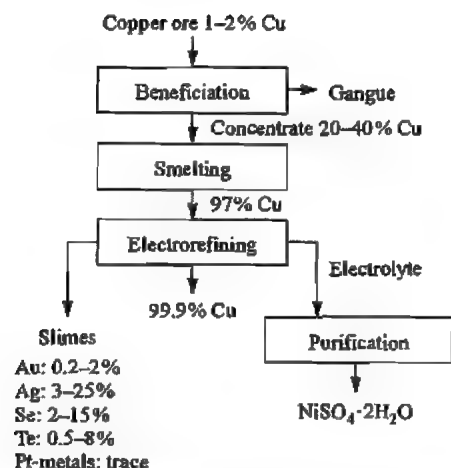 Copper ore 1–2% Cu
Beneficiation
Gangue
Concentrate 20–40% Cu
Smelting
97% Cu
Electrorefining
Electrolyte
99.9% Cu
Slimes
Purification
Au: 0.2–2%
Ag: 3–25%
Se: 2–15%
NiSO₄·2H₂O
Te: 0.5–8%
Pt-metals: trace